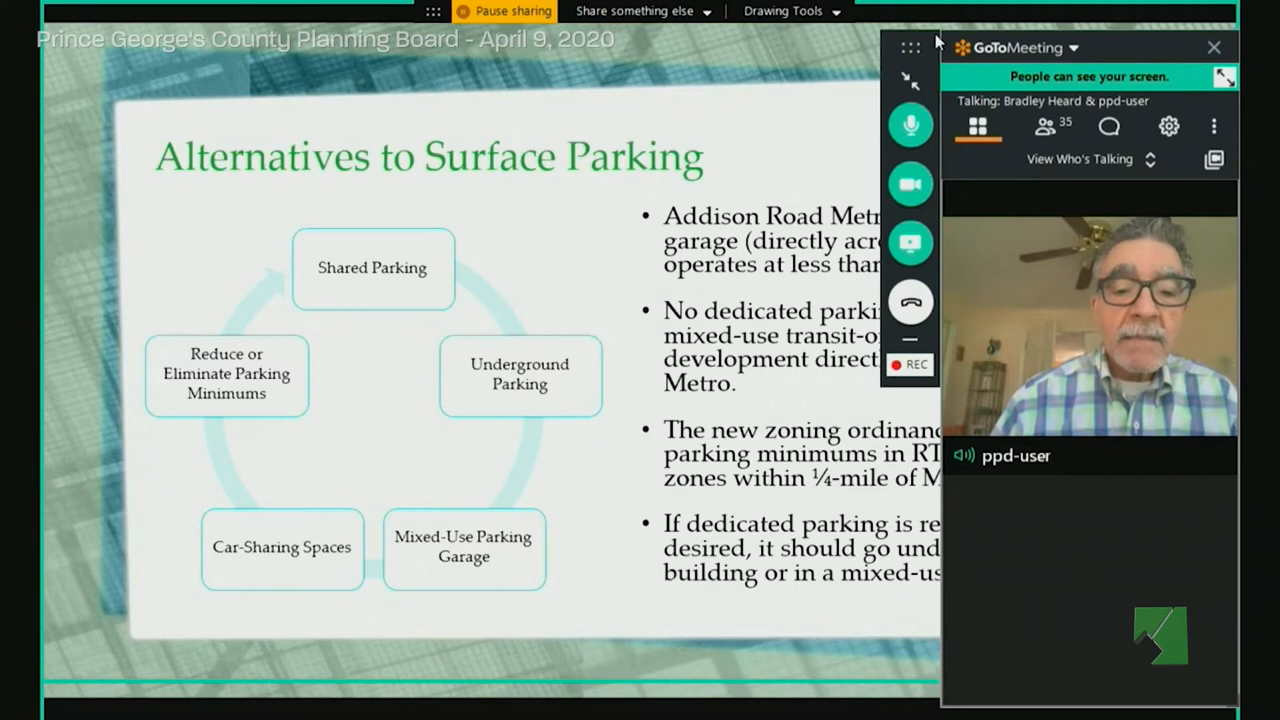 Pause sharing
Share something else
Drawing Tools
Prince George's County Planning Board - April 9, 2020
GoToMeeting
People can see your screen.
Talking: Bradley Heard & ppd-user
35
View Who's Talking
REC
ppd-user
Alternatives to Surface Parking
Shared Parking
Underground
Parking
Mixed-Use Parking
Garage
Car-Sharing Spaces
Reduce or
Eliminate Parking
Minimums
• Addison Road Metr
garage (directly acr
operates at less than
• No dedicated parki
mixed-use transit-o
development direct
Metro.
• The new zoning ordinanc
parking minimums in RT
zones within ¼-mile of M
• If dedicated parking is re
desired, it should go und
building or in a mixed-us